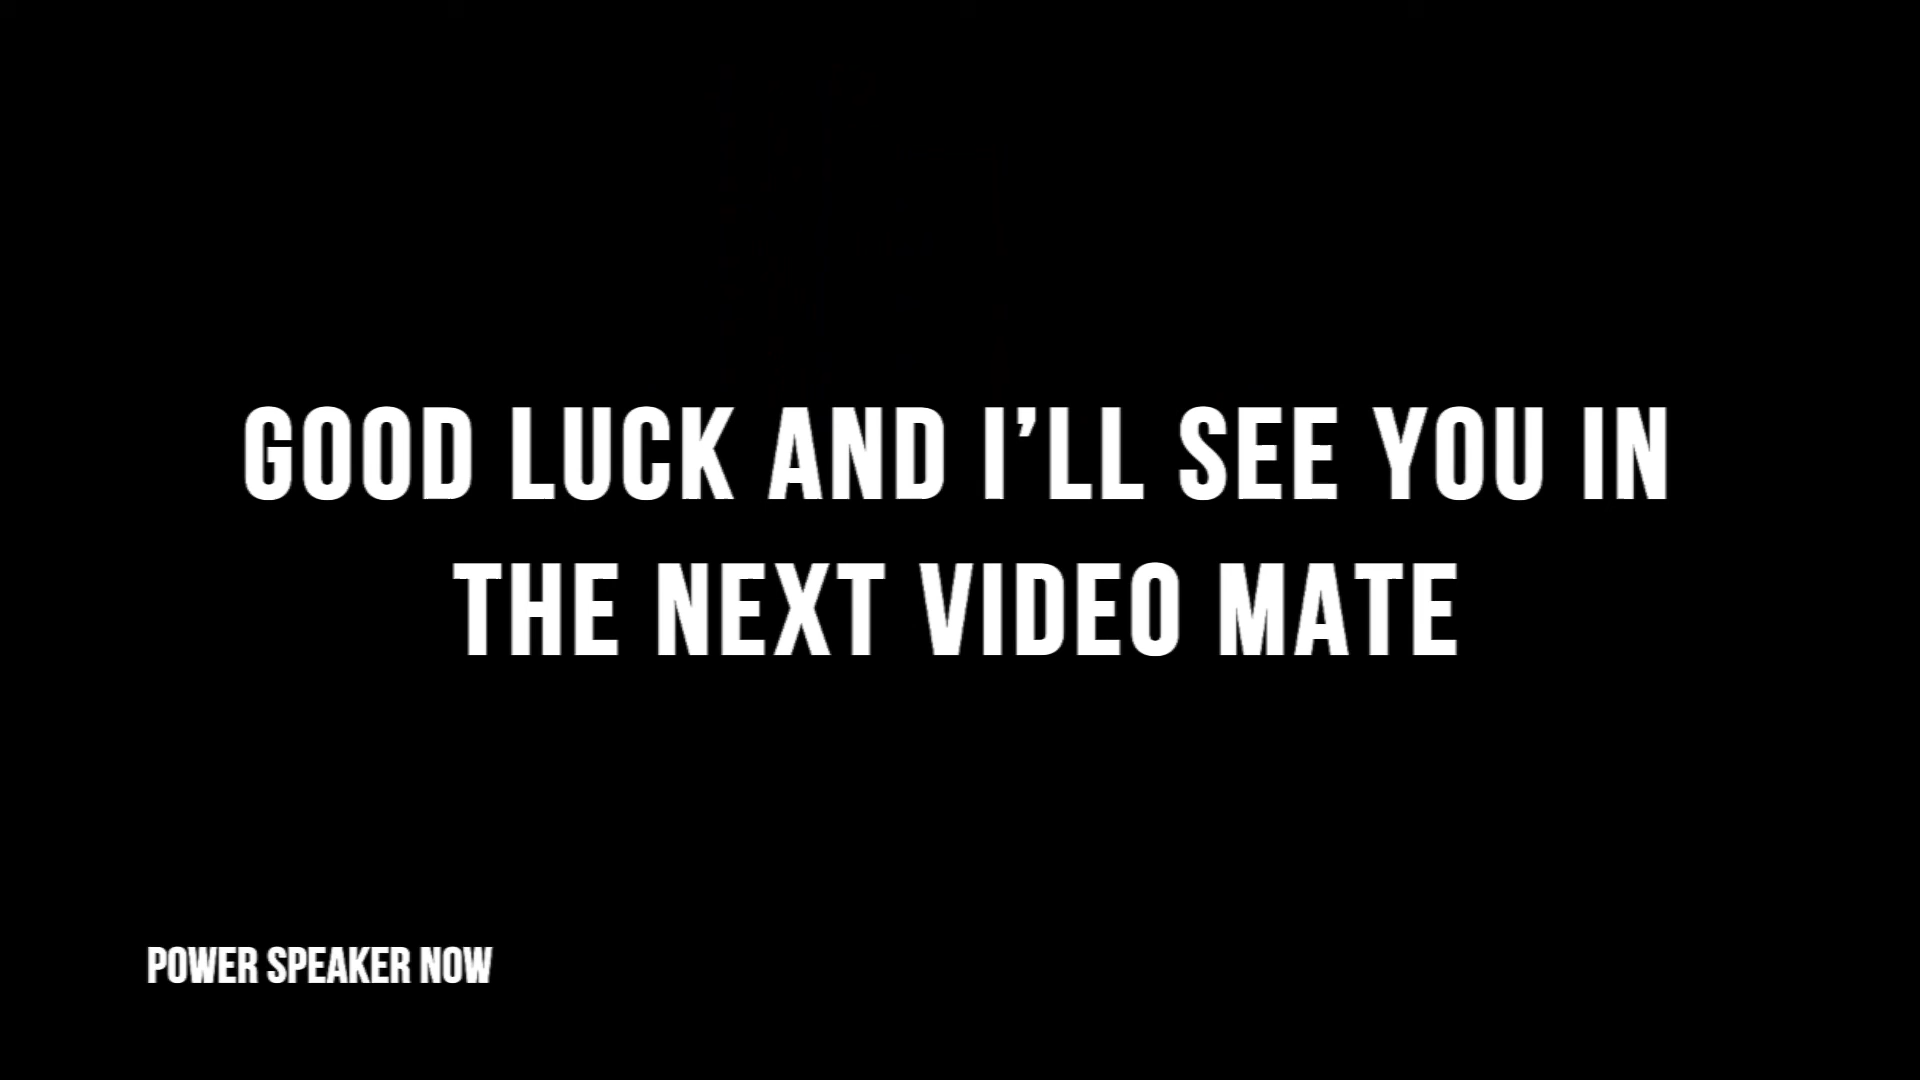 GOOD LUCK AND I’LL SEE YOU IN
THE NEXT VIDEO MATE
POWER SPEAKER NOW